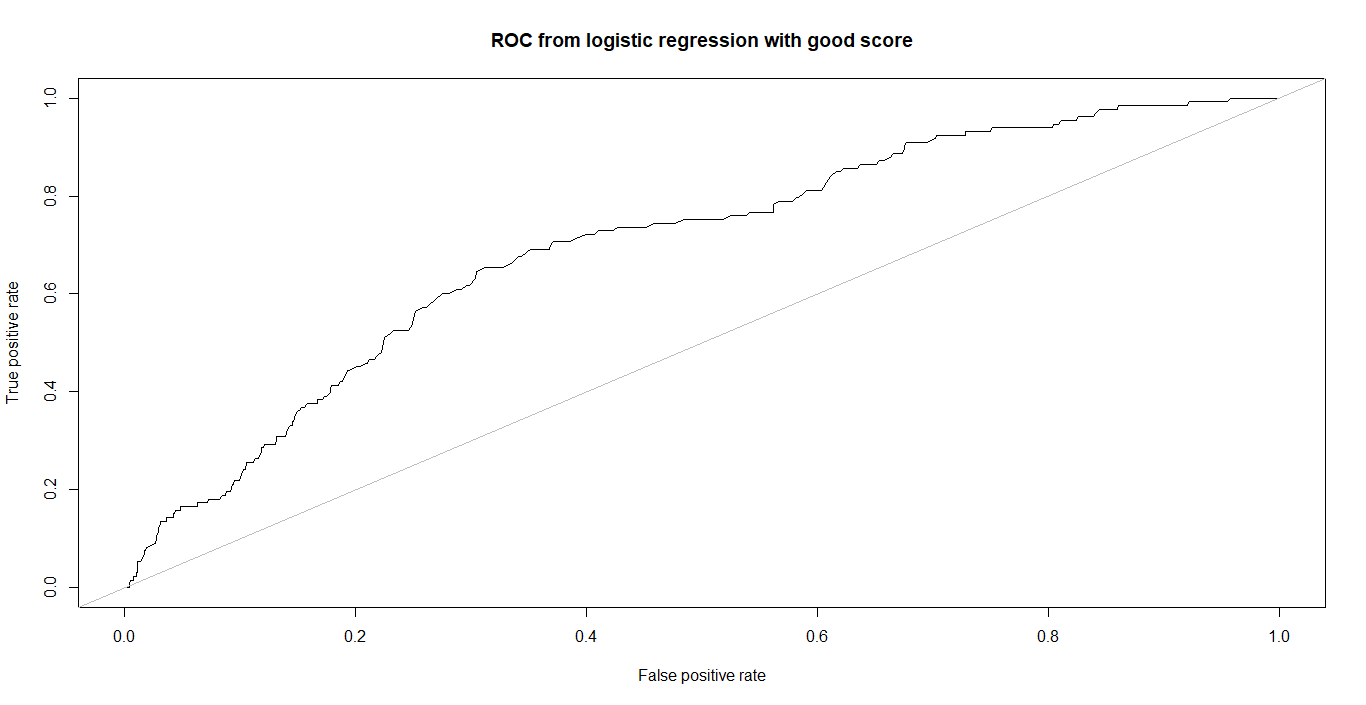 ROC from logistic regression with good score
1.0
0.8
0.6
0.4
0.2
0.0
True positive rate
0.0 0.2 0.4 0.6 0.8 1.0
False positive rate